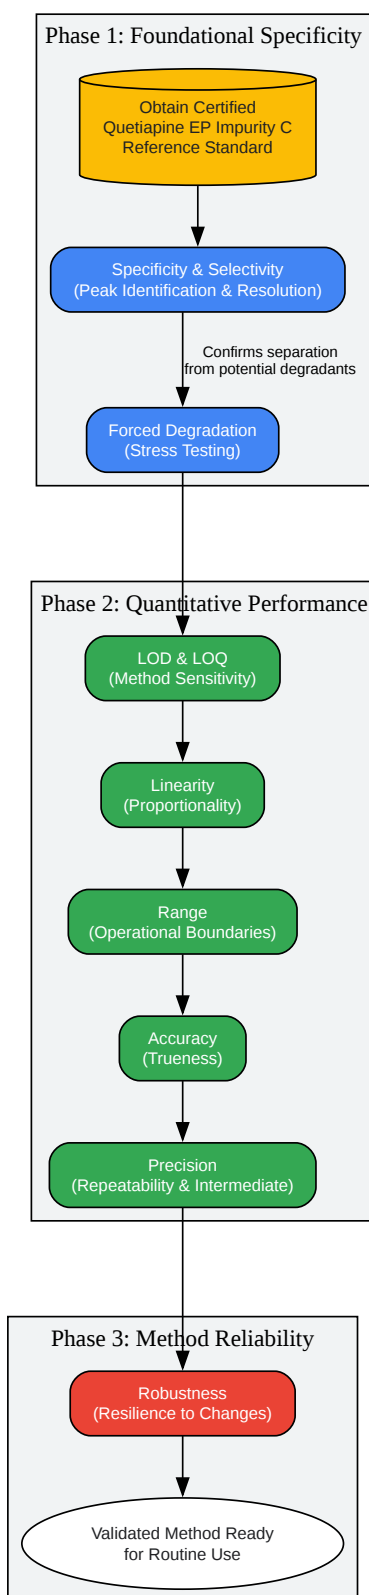 Phase 1: Foundational Specificity
Obtain Certified
Quetiapine EP Impurity C
Reference Standard
Specificity & Selectivity
(Peak Identification & Resolution)
Confirms separation
from potential degradants
Forced Degradation
(Stress Testing)
Phase 2: Quantitative Performance
LOD & LOQ
(Method Sensitivity)
Linearity
(Proportionality)
Range
(Operational Boundaries)
Accuracy
(Trueness)
Precision
(Repeatability & Intermediate)
Phase 3: Method Reliability
Robustness
(Resilience to Changes)
Validated Method Ready
for Routine Use